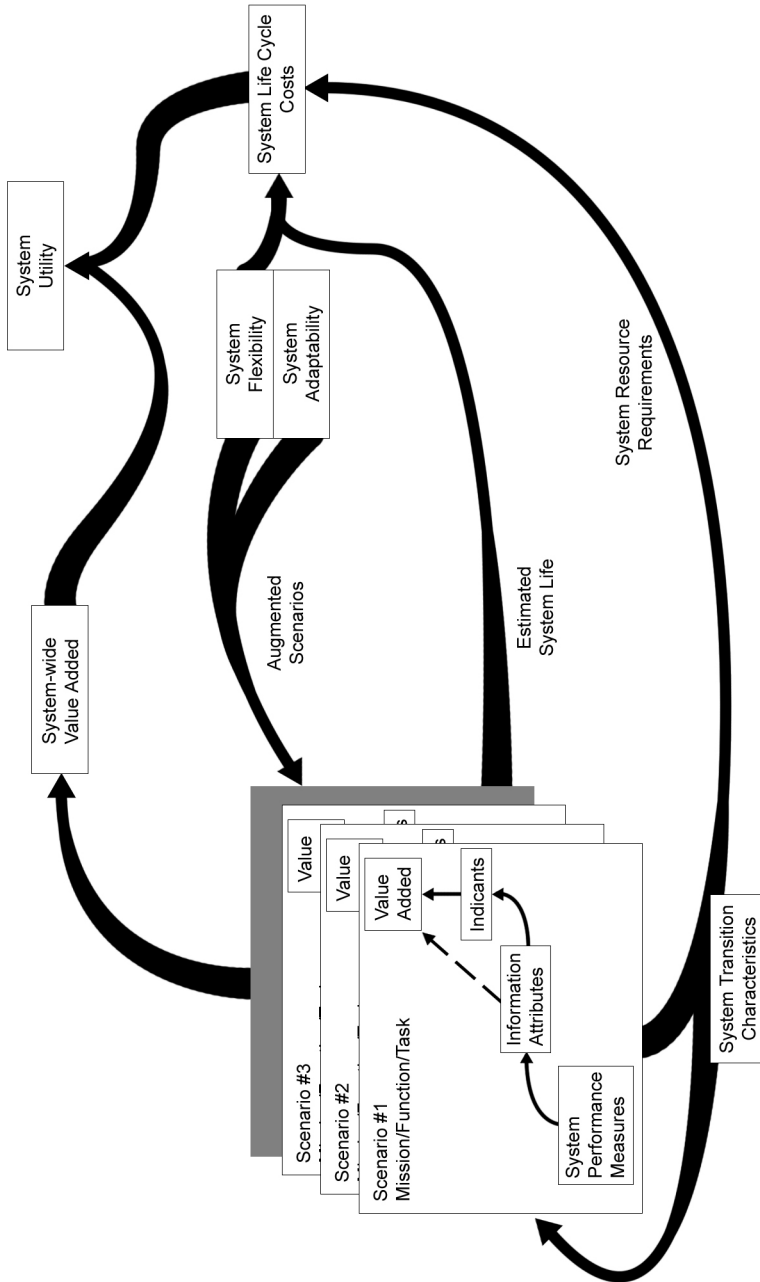 System
Utility
System-wide
Value Added
System
Flexibility
System
Adaptability
System Life Cycle
Costs
Augmented
Scenarios
Scenario #3
Value
Scenario #2
Value
Scenario #1
Mission/Function/Task
Value
Added
Indicants
Information
Attributes
System
Performance
Measures
Estimated
System Life
System Resource
Requirements
System Transition
Characteristics